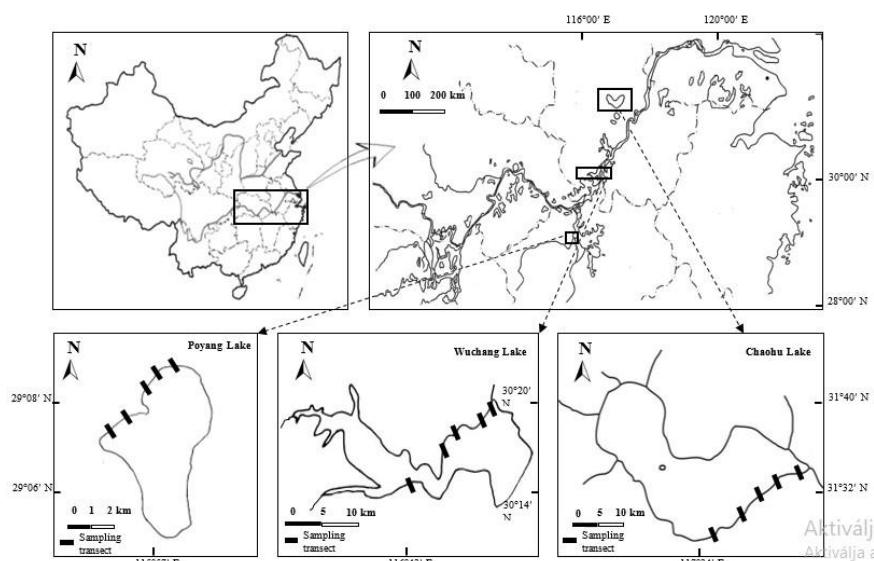 116°00′ E
120°00′ E
N
N
0 100 200 km
30°00′ N
28°00′ N
N
Poyang Lake
29°08′ N
29°06′ N
0 1 2 km
Sampling
transect
N
Wuchang Lake
30°20′
N
30°14′
N
0 5 10 km
Sampling
transect
N
Chaohu Lake
31°40′ N
31°32′ N
0 5 10 km
Sampling
transect
Aktiválj
Aktiválja a